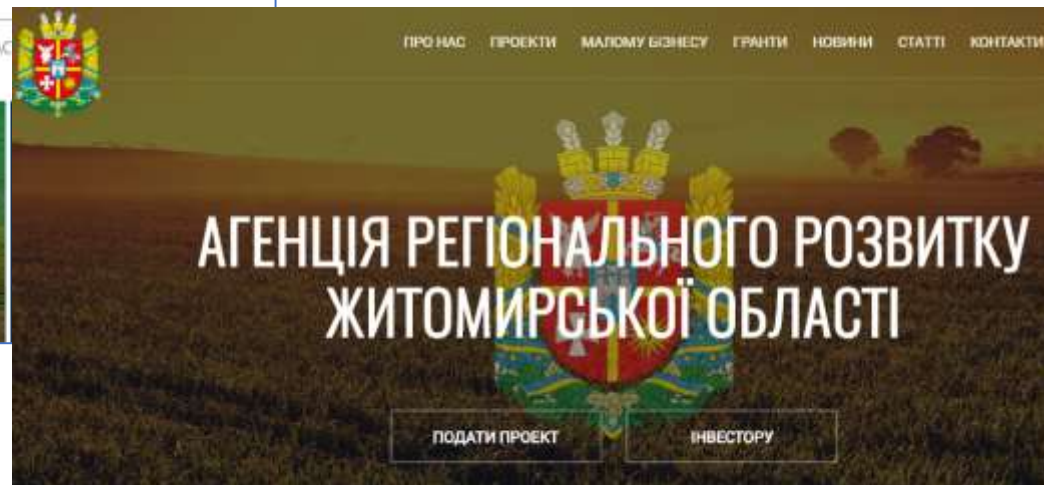 ПРО НАС ПРОЕКТИ МАЛОМУ БІЗНЕСУ ГРАНТИ НОВИНИ СТАТТІ КОНТАКТИ
АГЕНЦІЯ РЕГІОНАЛЬНОГО РОЗВИТКУ
ЖИТОМИРСЬКОЇ ОБЛАСТІ
ПОДАТИ ПРОЕКТ ІНВЕСТОРУ